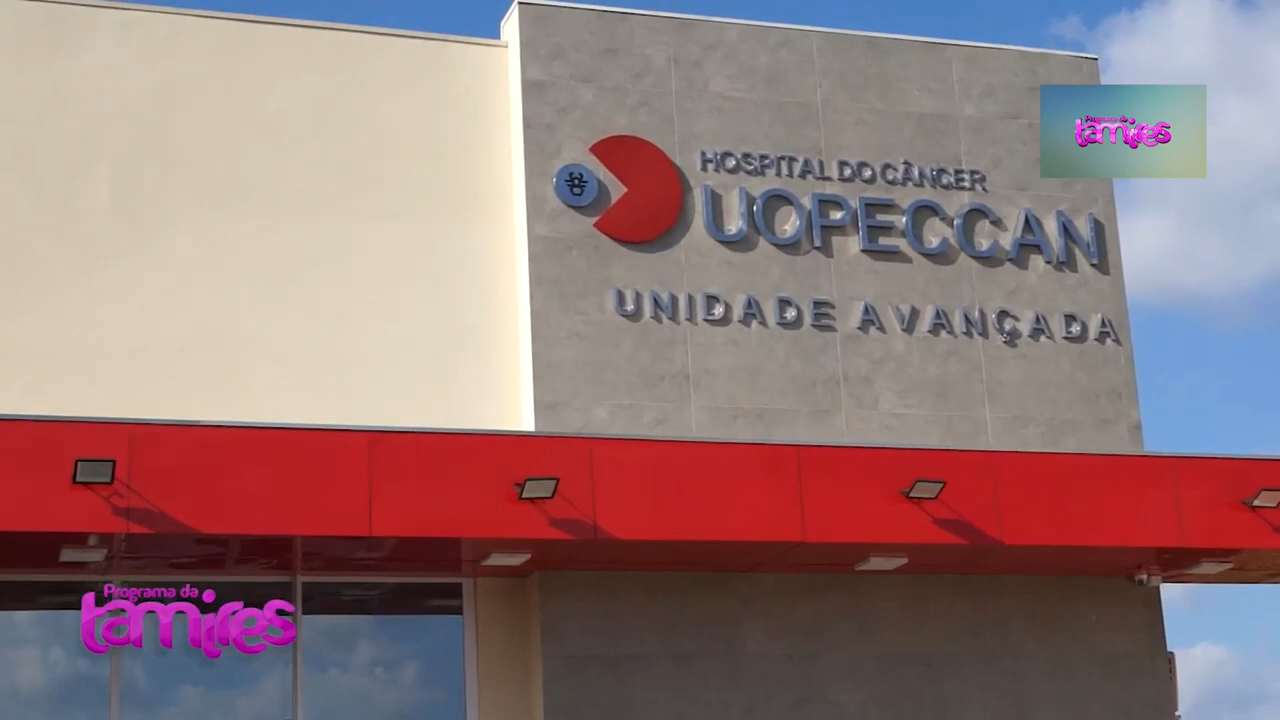 Programa da
tamires
HOSPITAL DO CÂNCER
UOPECCAN
UNIDADE AVANÇADA
Programa da
tamires